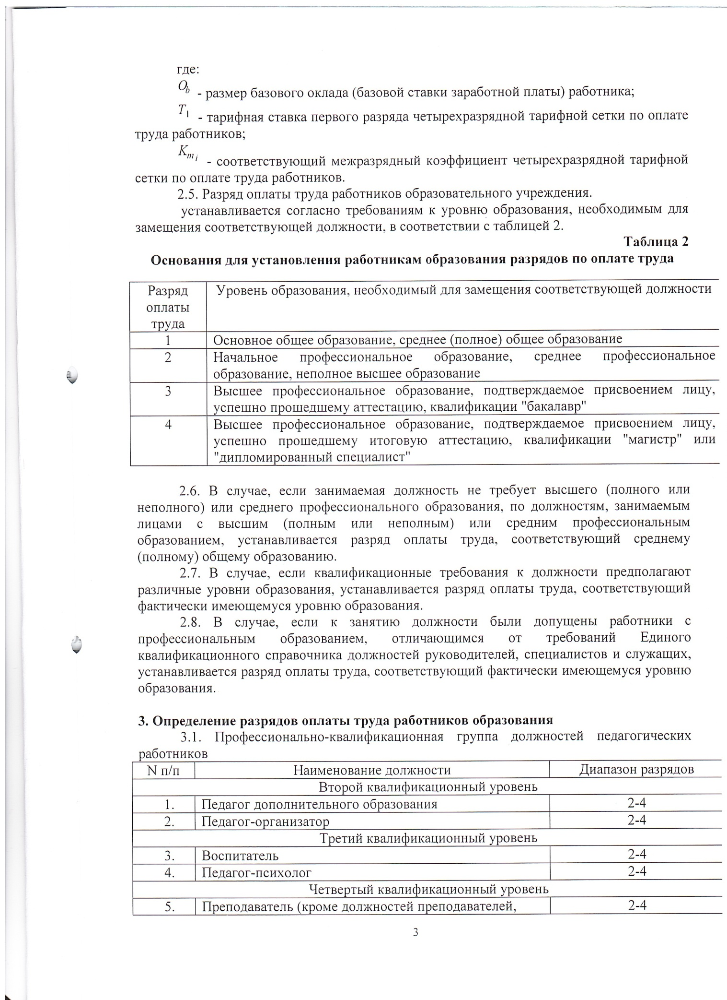 где:
O_b - размер базового оклада (базовой ставки заработной платы) работника;
T_1 - тарифная ставка первого разряда четырехразрядной тарифной сетки по оплате
труда работников;
K_{m_i} - соответствующий межразрядный коэффициент четырехразрядной тарифной
сетки по оплате труда работников.
2.5. Разряд оплаты труда работников образовательного учреждения.
устанавливается согласно требованиям к уровню образования, необходимым для
замещения соответствующей должности, в соответствии с таблицей 2.
Таблица 2
Основания для установления работникам образования разрядов по оплате труда
Разряд
оплаты
труда
Уровень образования, необходимый для замещения соответствующей должности
1 Основное общее образование, среднее (полное) общее образование
2 Начальное профессиональное образование, среднее профессиональное
образование, неполное высшее образование
3 Высшее профессиональное образование, подтверждаемое присвоением лицу,
успешно прошедшему аттестацию, квалификации "бакалавр"
4 Высшее профессиональное образование, подтверждаемое присвоением лицу,
успешно прошедшему итоговую аттестацию, квалификации "магистр" или
"дипломированный специалист"
2.6. В случае, если занимаемая должность не требует высшего (полного или
неполного) или среднего профессионального образования, по должностям, занимаемым
лицами с высшим (полным или неполным) или средним профессиональным
образованием, устанавливается разряд оплаты труда, соответствующий среднему
(полному) общему образованию.
2.7. В случае, если квалификационные требования к должности предполагают
различные уровни образования, устанавливается разряд оплаты труда, соответствующий
фактически имеющемуся уровню образования.
2.8. В случае, если к занятию должности были допущены работники с
профессиональным образованием, отличающимся от требований Единого
квалификационного справочника должностей руководителей, специалистов и служащих,
устанавливается разряд оплаты труда, соответствующий фактически имеющемуся уровню
образования.
3. Определение разрядов оплаты труда работников образования
3.1. Профессионально-квалификационная группа должностей педагогических
работников
N п/п Наименование должности Диапазон разрядов
Второй квалификационный уровень
1. Педагог дополнительного образования 2-4
2. Педагог-организатор 2-4
Третий квалификационный уровень
3. Воспитатель 2-4
4. Педагог-психолог 2-4
Четвертый квалификационный уровень
5. Преподаватель (кроме должностей преподавателей, 2-4
3